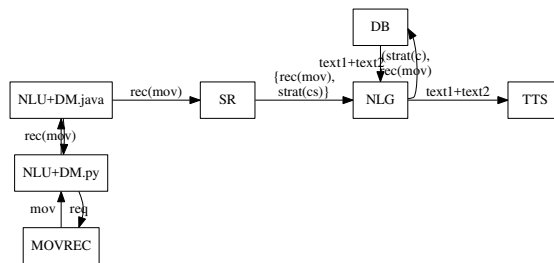 DB
text1+text2
(strat(c),
rec(mov)
NLU+DM.java
rec(mov)
SR
{rec(mov),
strat(cs)}
NLG
text1+text2
TTS
rec(mov)
NLU+DM.py
mov
req
MOVREC